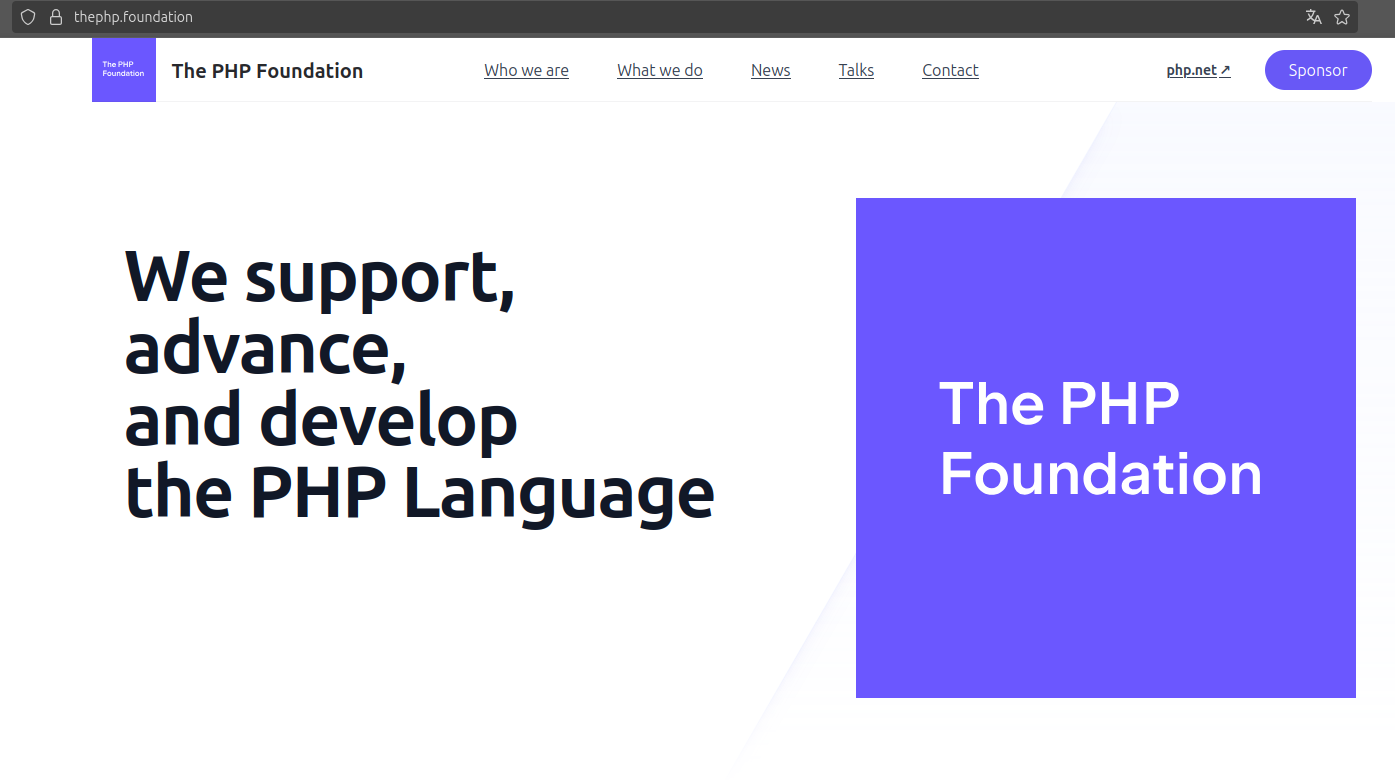 thephp.foundation
The PHP
Foundation
The PHP Foundation
Who we are
What we do
News
Talks
Contact
php.net ↗
Sponsor
We support,
advance,
and develop
the PHP Language
The PHP
Foundation